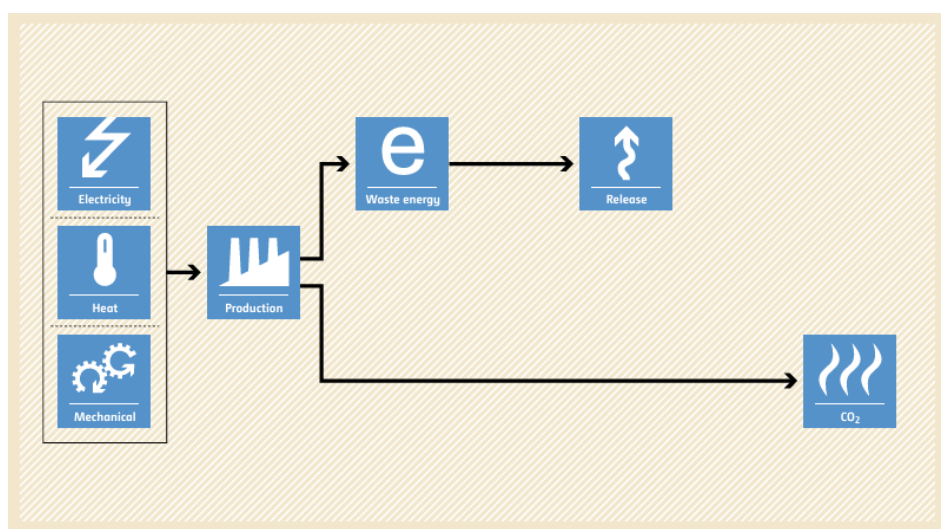 Electricity
Heat
Mechanical
Production
e
Waste energy
Release
CO₂